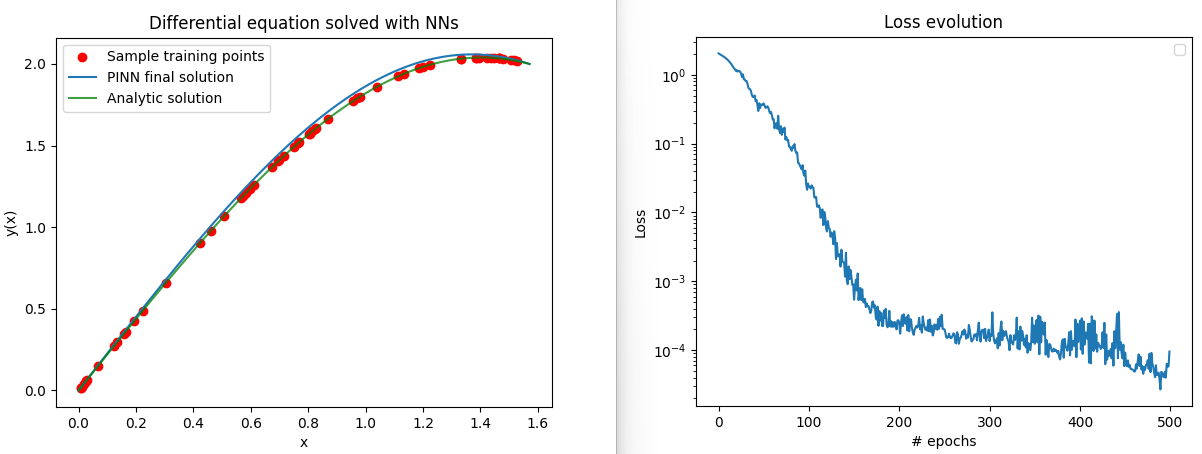 Differential equation solved with NNs
Sample training points
PINN final solution
Analytic solution
2.0
1.5
1.0
0.5
0.0
y(x)
0.0 0.2 0.4 0.6 0.8 1.0 1.2 1.4 1.6
x
Loss evolution
10^0
10^-1
10^-2
10^-3
10^-4
Loss
0 100 200 300 400 500
# epochs